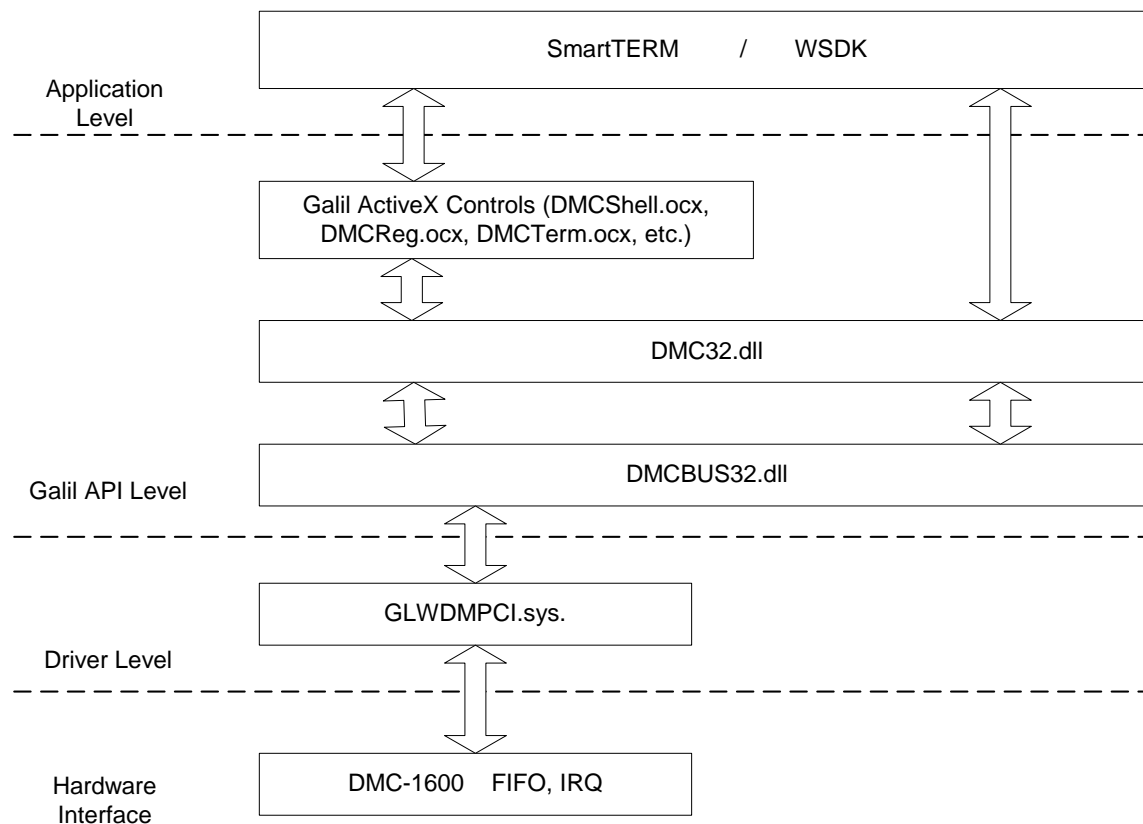 SmartTERM / WSDK
Application
Level
Galil ActiveX Controls (DMCShell.ocx,
DMCReg.ocx, DMCTerm.ocx, etc.)
DMC32.dll
DMCBUS32.dll
Galil API Level
GLWDMPCI.sys.
Driver Level
DMC-1600 FIFO, IRQ
Hardware
Interface